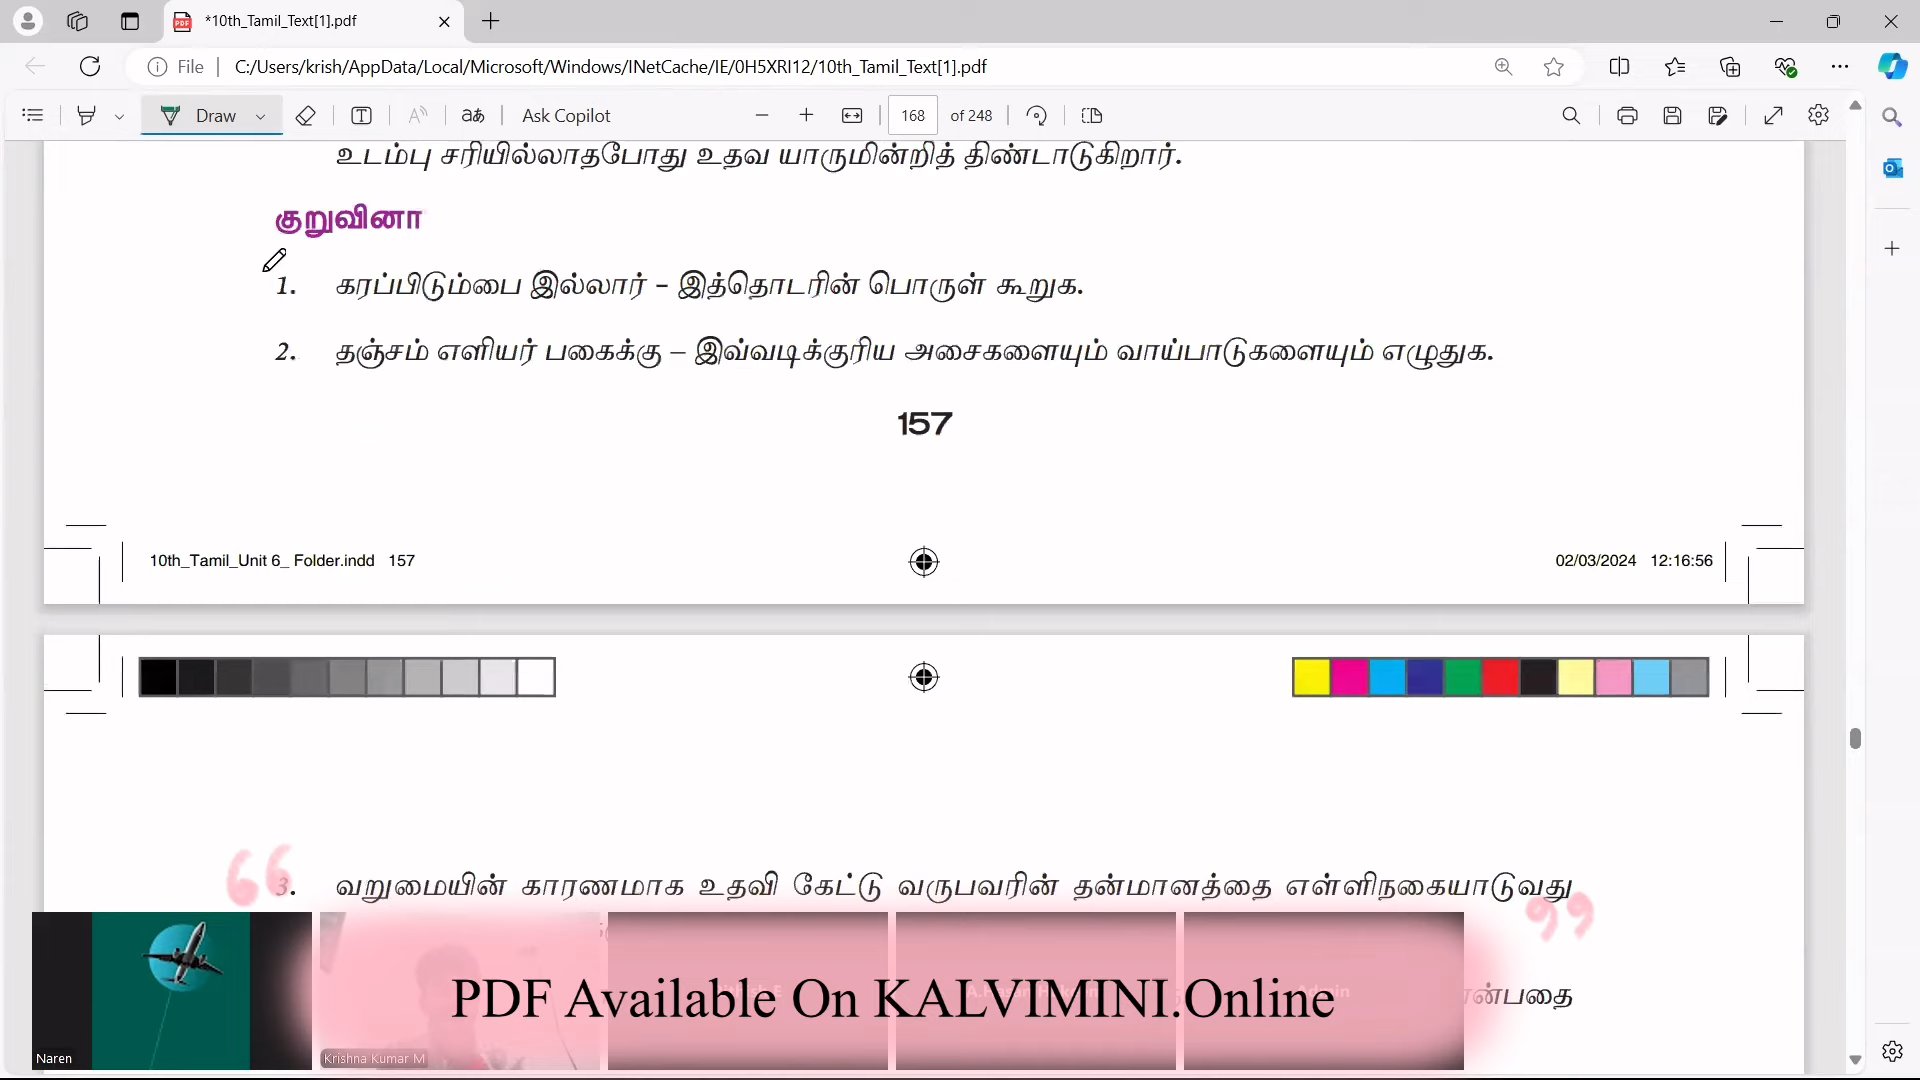 *10th_Tamil_Text[1].pdf
File
C:/Users/krish/AppData/Local/Microsoft/Windows/INetCache/IE/0H5XRI12/10th_Tamil_Text[1].pdf
Draw
Ask Copilot
168 of 248
உடம்பு சரியில்லாதபோது உதவ யாருமின்றித் திண்டாடுகிறார்.
குறுவினா
1. கரப்பிடும்பை இல்லார் - இத்தொடரின் பொருள் கூறுக.
2. தஞ்சம் எளியர் பகைக்கு – இவ்வடிக்குரிய அசைகளையும் வாய்பாடுகளையும் எழுதுக.
157
10th_Tamil_Unit 6_ Folder.indd 157
02/03/2024 12:16:56
3. வறுமையின் காரணமாக உதவி கேட்டு வருபவரின் தன்மானத்தை எள்ளிநகையாடுவது
என்பதை
PDF Available On KALVIMINI.Online
Naren
Krishna Kumar M